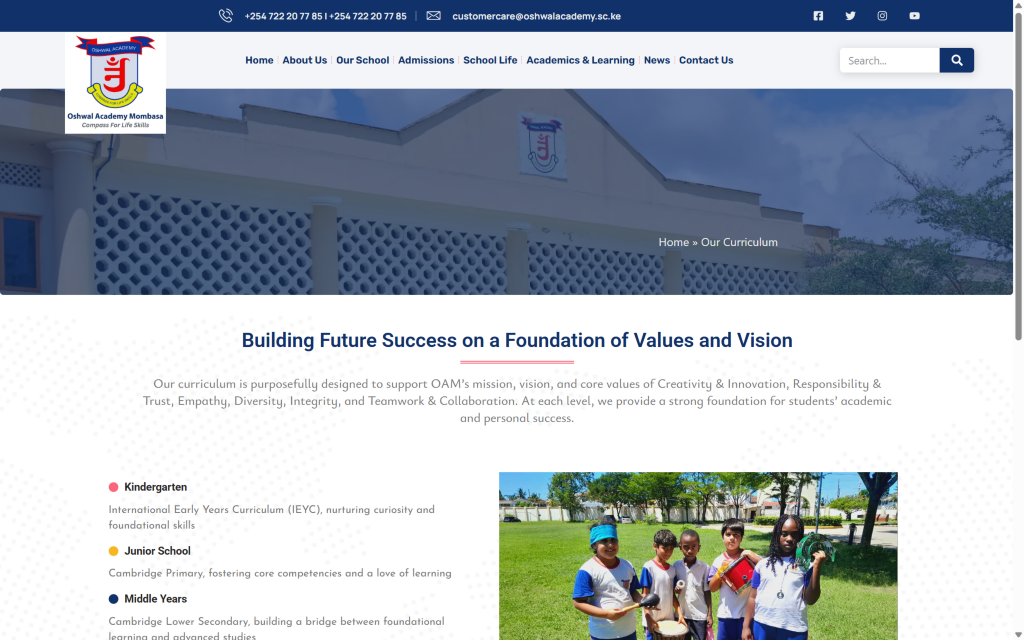 +254 722 20 77 85 I +254 722 20 77 85
customercare@oshwalacademy.sc.ke
OSHWAL ACADEMY
Oshwal Academy Mombasa
Compass For Life Skills
Home
About Us
Our School
Admissions
School Life
Academics & Learning
News
Contact Us
Search...
Home » Our Curriculum
Building Future Success on a Foundation of Values and Vision
Our curriculum is purposefully designed to support OAM's mission, vision, and core values of Creativity & Innovation, Responsibility &
Trust, Empathy, Diversity, Integrity, and Teamwork & Collaboration. At each level, we provide a strong foundation for students' academic
and personal success.
Kindergarten
International Early Years Curriculum (IEYC), nurturing curiosity and
foundational skills
Junior School
Cambridge Primary, fostering core competencies and a love of learning
Middle Years
Cambridge Lower Secondary, building a bridge between foundational
learning and advanced studies